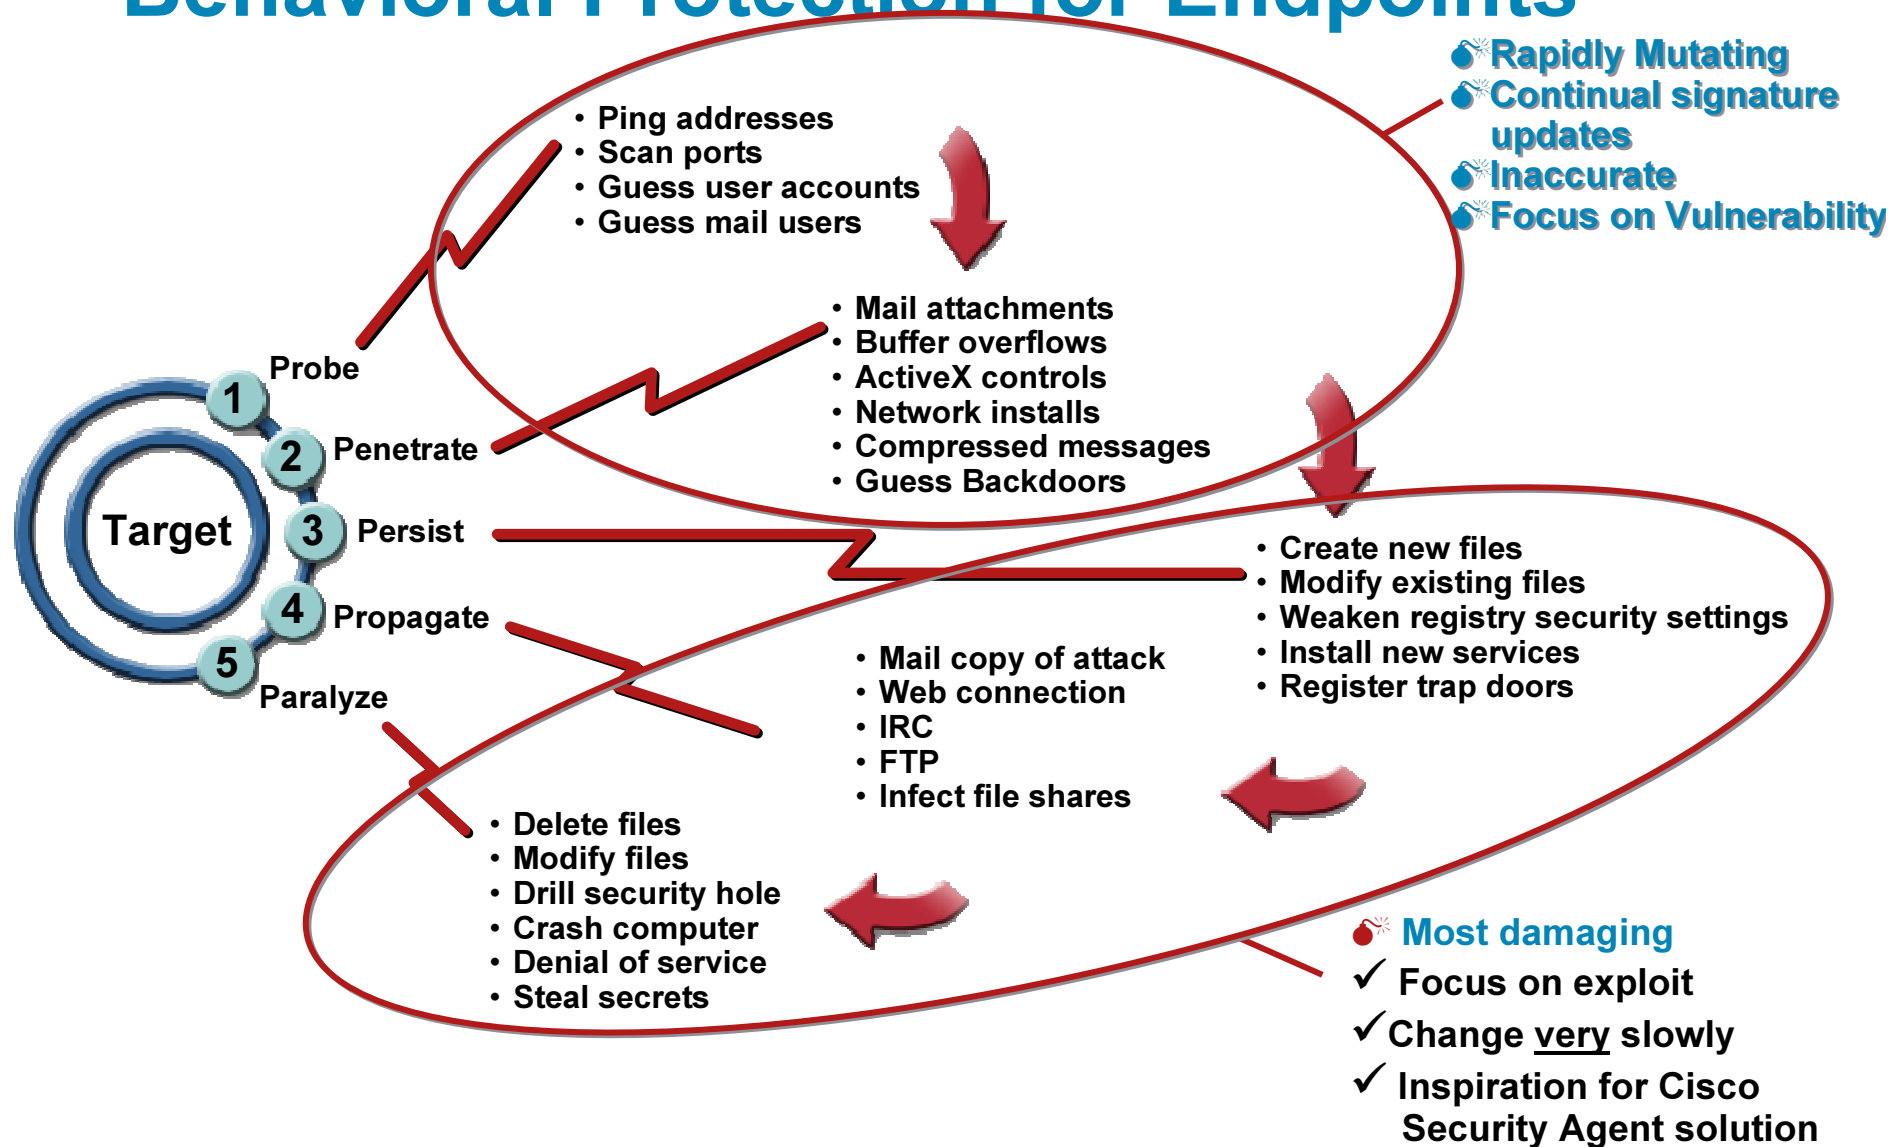 Behavioral Protection for Endpoints
Rapidly Mutating
Continual signature
updates
Inaccurate
Focus on Vulnerability
• Ping addresses
• Scan ports
• Guess user accounts
• Guess mail users
• Mail attachments
• Buffer overflows
• ActiveX controls
• Network installs
• Compressed messages
• Guess Backdoors
1 Probe
2 Penetrate
3 Persist
4 Propagate
5 Paralyze
Target
• Create new files
• Modify existing files
• Weaken registry security settings
• Install new services
• Register trap doors
• Mail copy of attack
• Web connection
• IRC
• FTP
• Infect file shares
• Delete files
• Modify files
• Drill security hole
• Crash computer
• Denial of service
• Steal secrets
Most damaging
✓ Focus on exploit
✓ Change very slowly
✓ Inspiration for Cisco
Security Agent solution